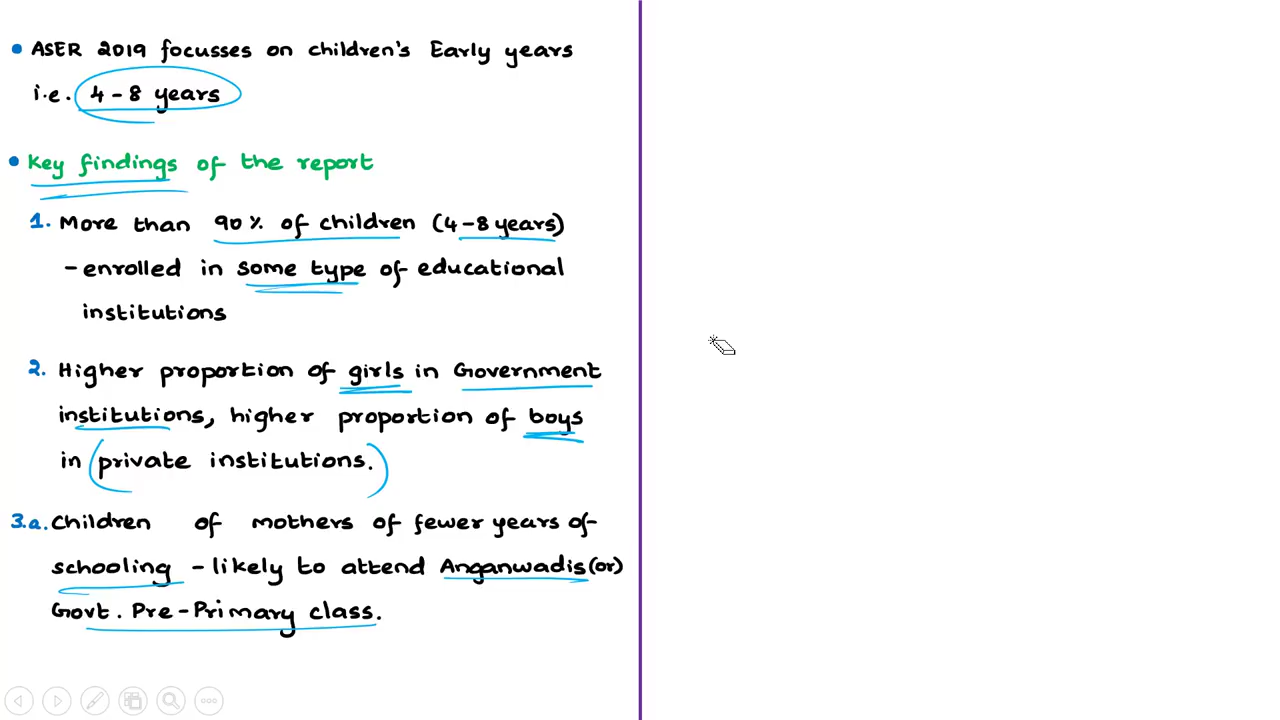 • ASER 2019 focusses on children's Early years
i.e. 4-8 years
• Key findings of the report
1. More than 90% of children (4-8 years)
- enrolled in some type of educational
institutions
2. Higher proportion of girls in Government
institutions, higher proportion of boys
in (private institutions.)
3.a. Children of mothers of fewer years of
schooling - likely to attend Anganwadis (or)
Govt. Pre-Primary class.